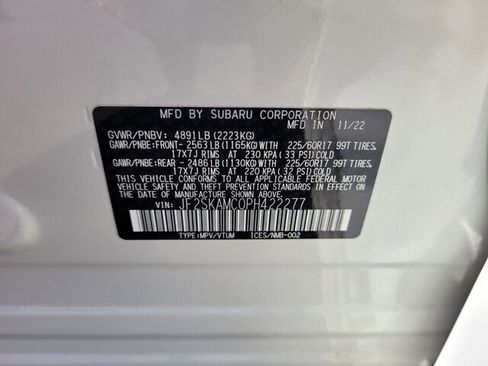 MFD BY SUBARU CORPORATION
MFD IN 11/22
GVWR/PNBV: 4891LB(2223KG)
GAWR/PNBE:FRONT- 2563LB(1165KG)WITH 225/60R17 99T TIRES,
17X7J RIMS AT 230 KPA(33 PSI)COLD
GAWR/PNBE:REAR - 2486LB(1130KG)WITH 225/60R17 99T TIRES,
17X7J RIMS AT 220 KPA(32 PSI)COLD
THIS VEHICLE CONFORMS TO ALL APPLICABLE FEDERAL MOTOR
VEHICLE SAFETY, BUMPER, AND THEFT PREVENTION STANDARDS
IN EFFECT ON THE DATE OF MANUFACTURE SHOWN ABOVE.
VIN: JF2SKAMC0PH422277
TYPE:MPV/VTUM ICES/NMB-002